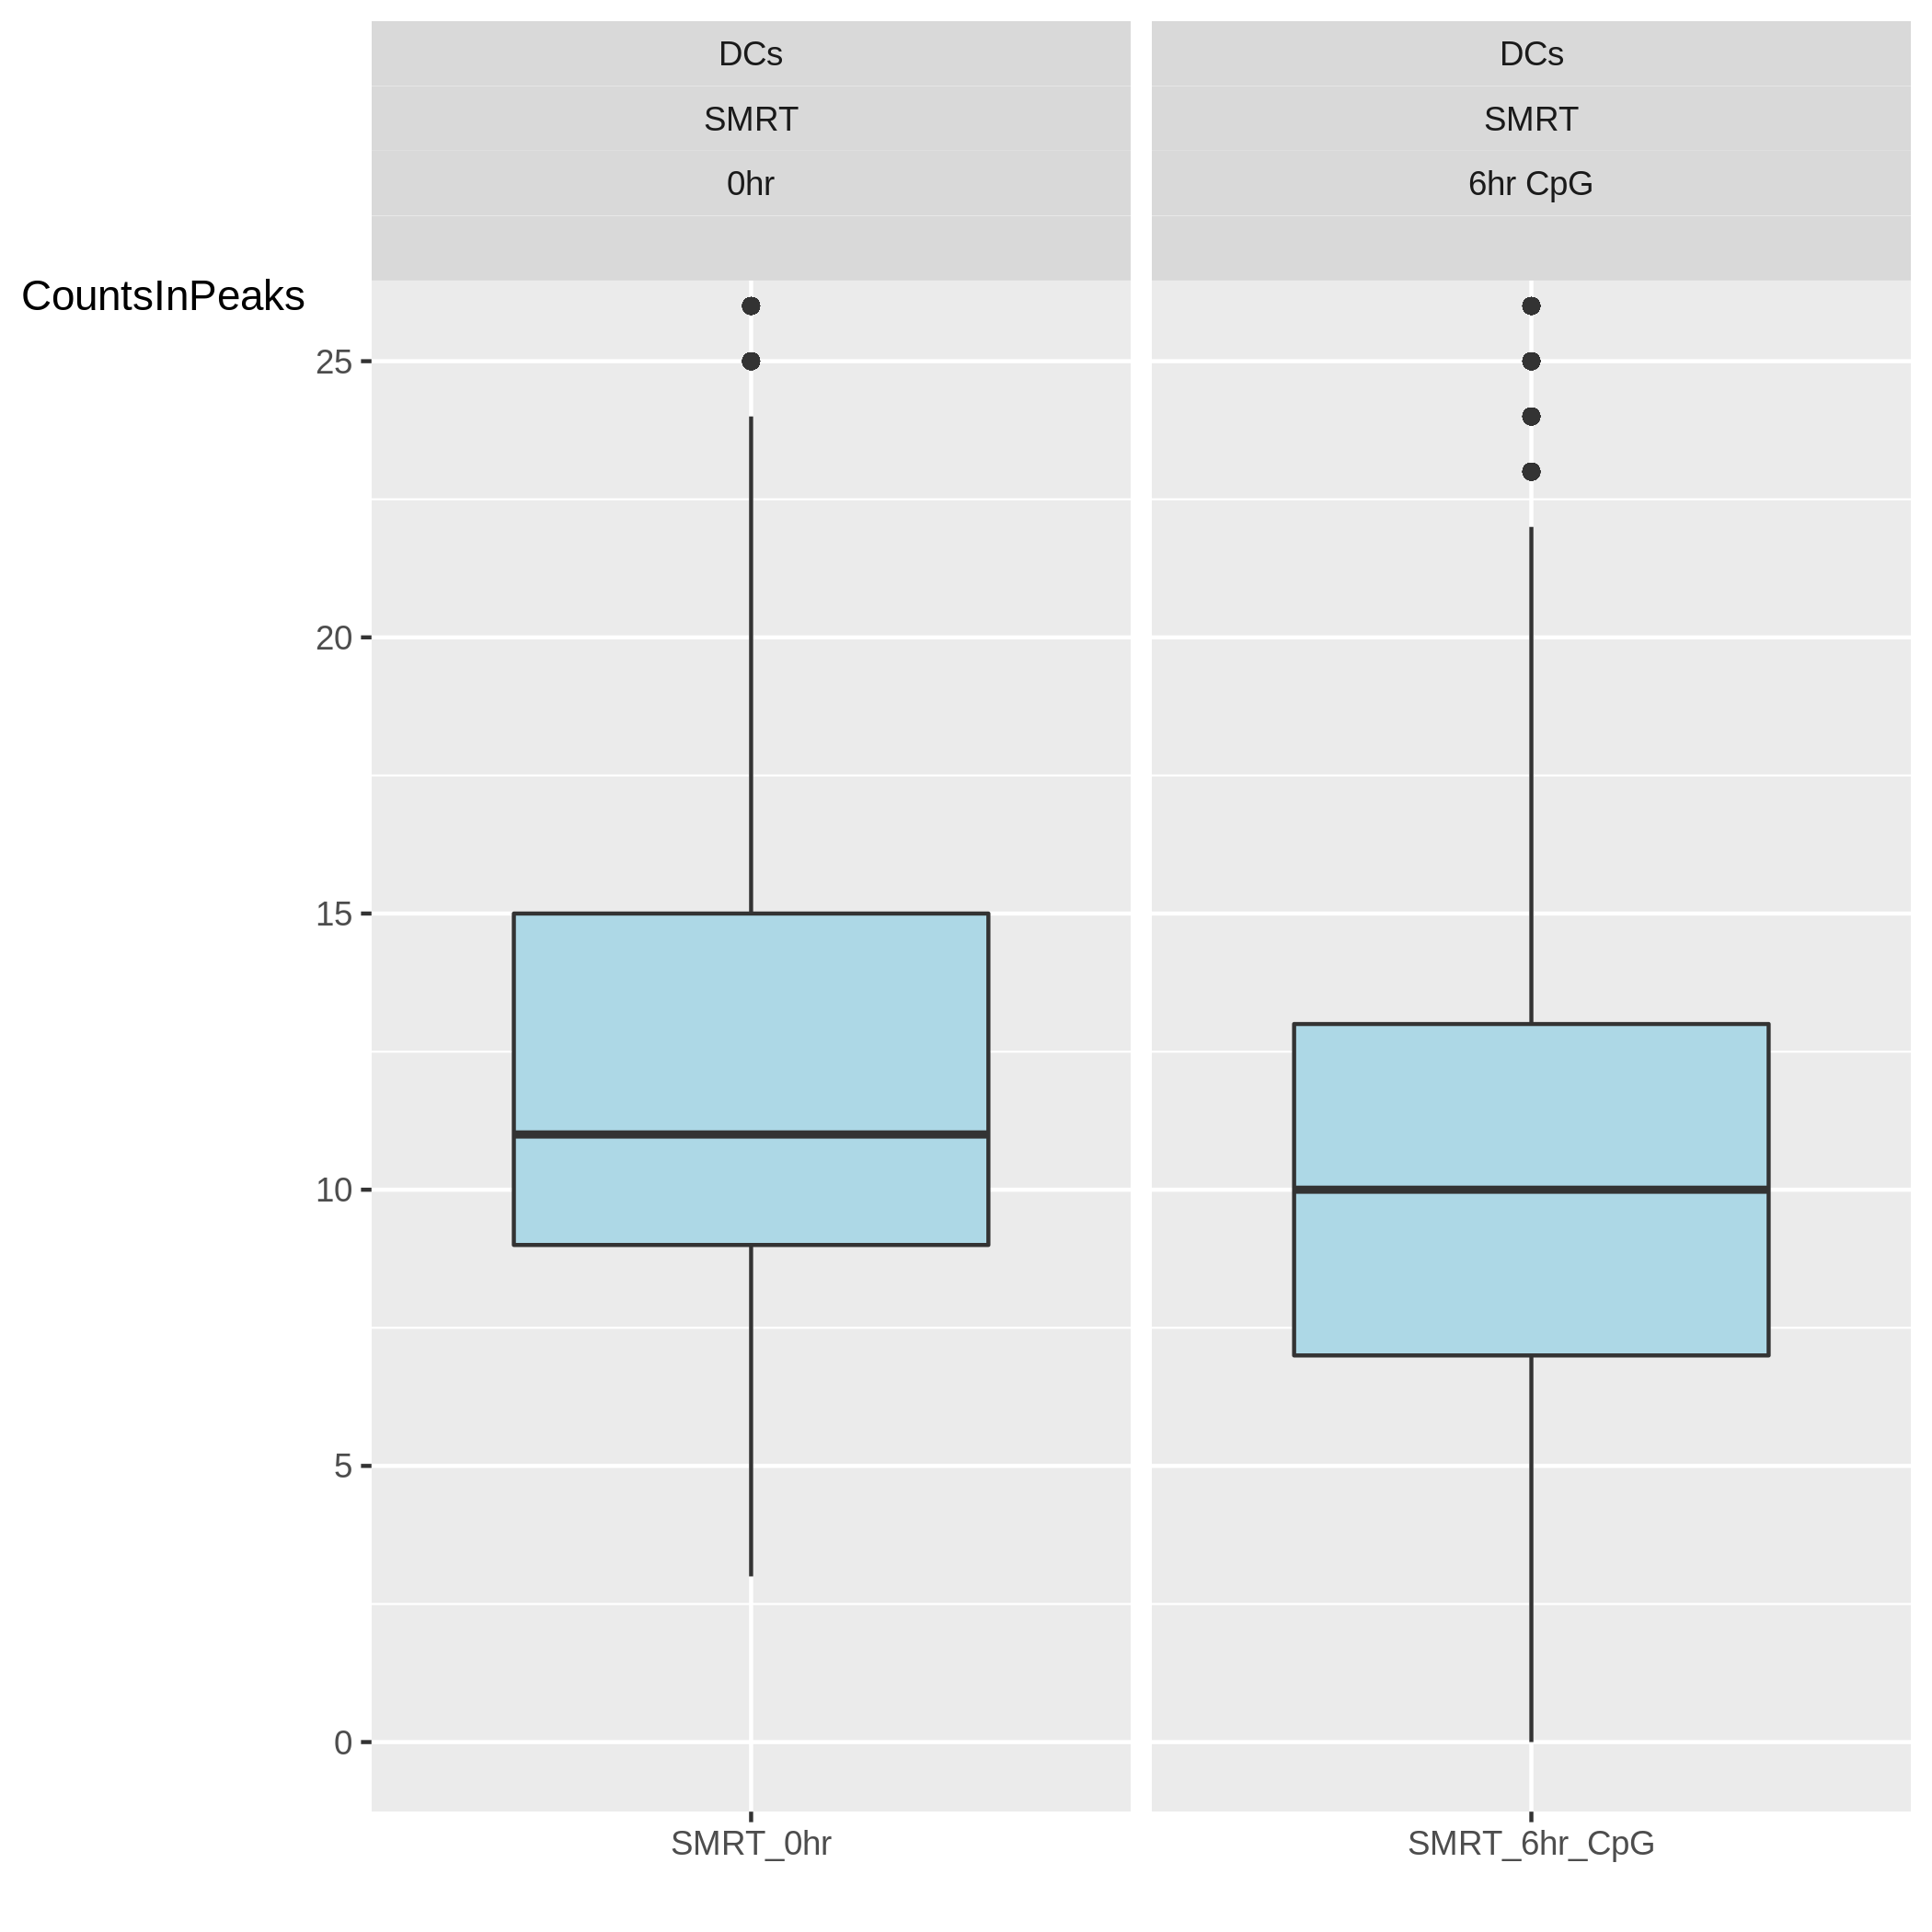 DCs
SMRT
0hr
DCs
SMRT
6hr CpG
CountsInPeaks
25
20
15
10
5
0
SMRT_0hr
SMRT_6hr_CpG